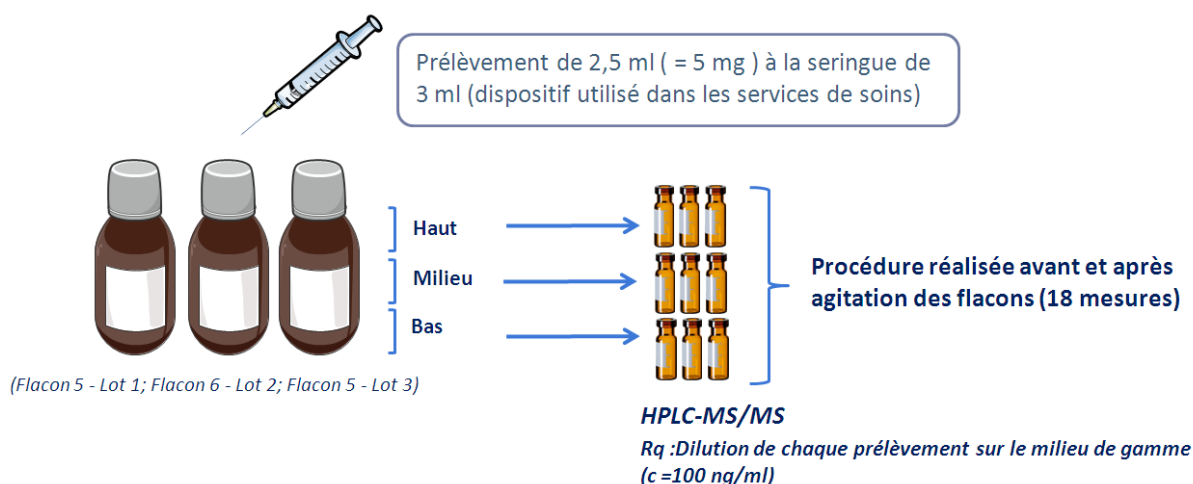 Prélèvement de 2,5 ml ( = 5 mg ) à la seringue de
3 ml (dispositif utilisé dans les services de soins)
Haut
Milieu
Bas
Procédure réalisée avant et après
agitation des flacons (18 mesures)
(Flacon 5 - Lot 1; Flacon 6 - Lot 2; Flacon 5 - Lot 3)
HPLC-MS/MS
Rq :Dilution de chaque prélèvement sur le milieu de gamme
(c =100 ng/ml)